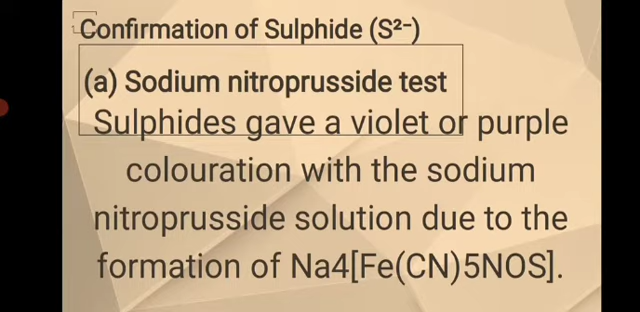 Confirmation of Sulphide (S²⁻)
(a) Sodium nitroprusside test
Sulphides gave a violet or purple
colouration with the sodium
nitroprusside solution due to the
formation of Na4[Fe(CN)5NOS].